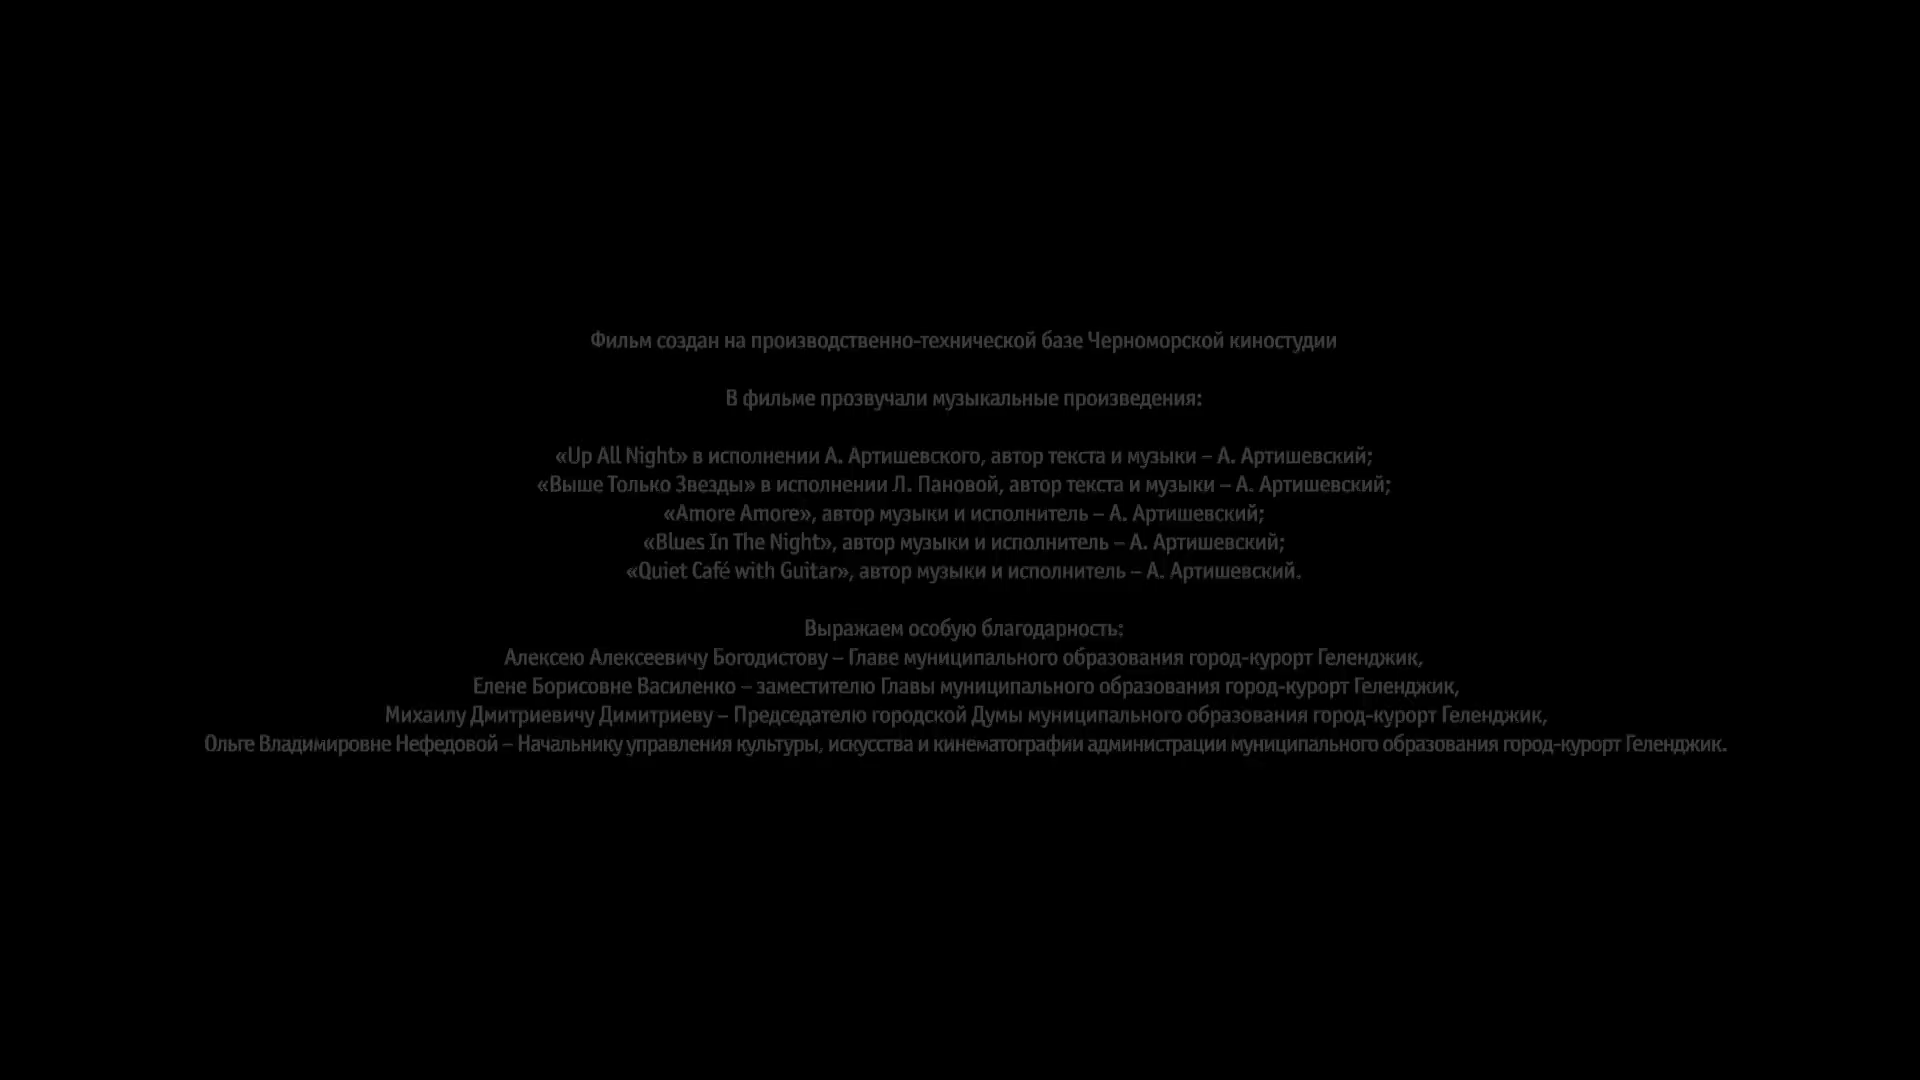 Фильм создан на производственно-технической базе Черноморской киностудии
В фильме прозвучали музыкальные произведения:
«Up All Night» в исполнении А. Артишевского, автор текста и музыки – А. Артишевский;
«Выше Только Звезды» в исполнении Л. Пановой, автор текста и музыки – А. Артишевский;
«Amore Amore», автор музыки и исполнитель – А. Артишевский;
«Blues In The Night», автор музыки и исполнитель – А. Артишевский;
«Quiet Café with Guitar», автор музыки и исполнитель – А. Артишевский.
Выражаем особую благодарность:
Алексею Алексеевичу Богодистову – Главе муниципального образования город-курорт Геленджик,
Елене Борисовне Василенко – заместителю Главы муниципального образования город-курорт Геленджик,
Михаилу Дмитриевичу Димитриеву – Председателю городской Думы муниципального образования город-курорт Геленджик,
Ольге Владимировне Нефедовой – Начальнику управления культуры, искусства и кинематографии администрации муниципального образования город-курорт Геленджик.